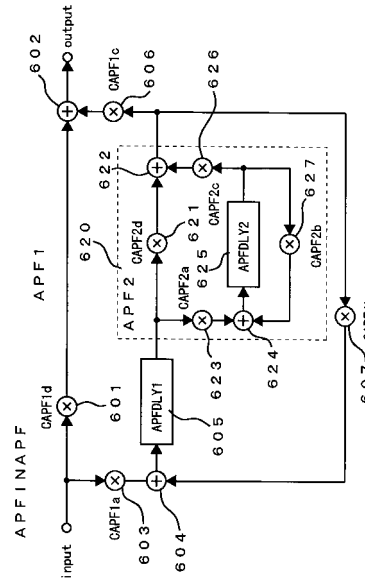 APFINAPF
APF1
input
CAPF1d
601
602
output
CAPF1a
603
604
APFDLY1
605
CAPF1c
606
607
620
APF2
CAPF2d
621
622
CAPF2a
623
624
APFDLY2
625
CAPF2c
626
CAPF2b
627